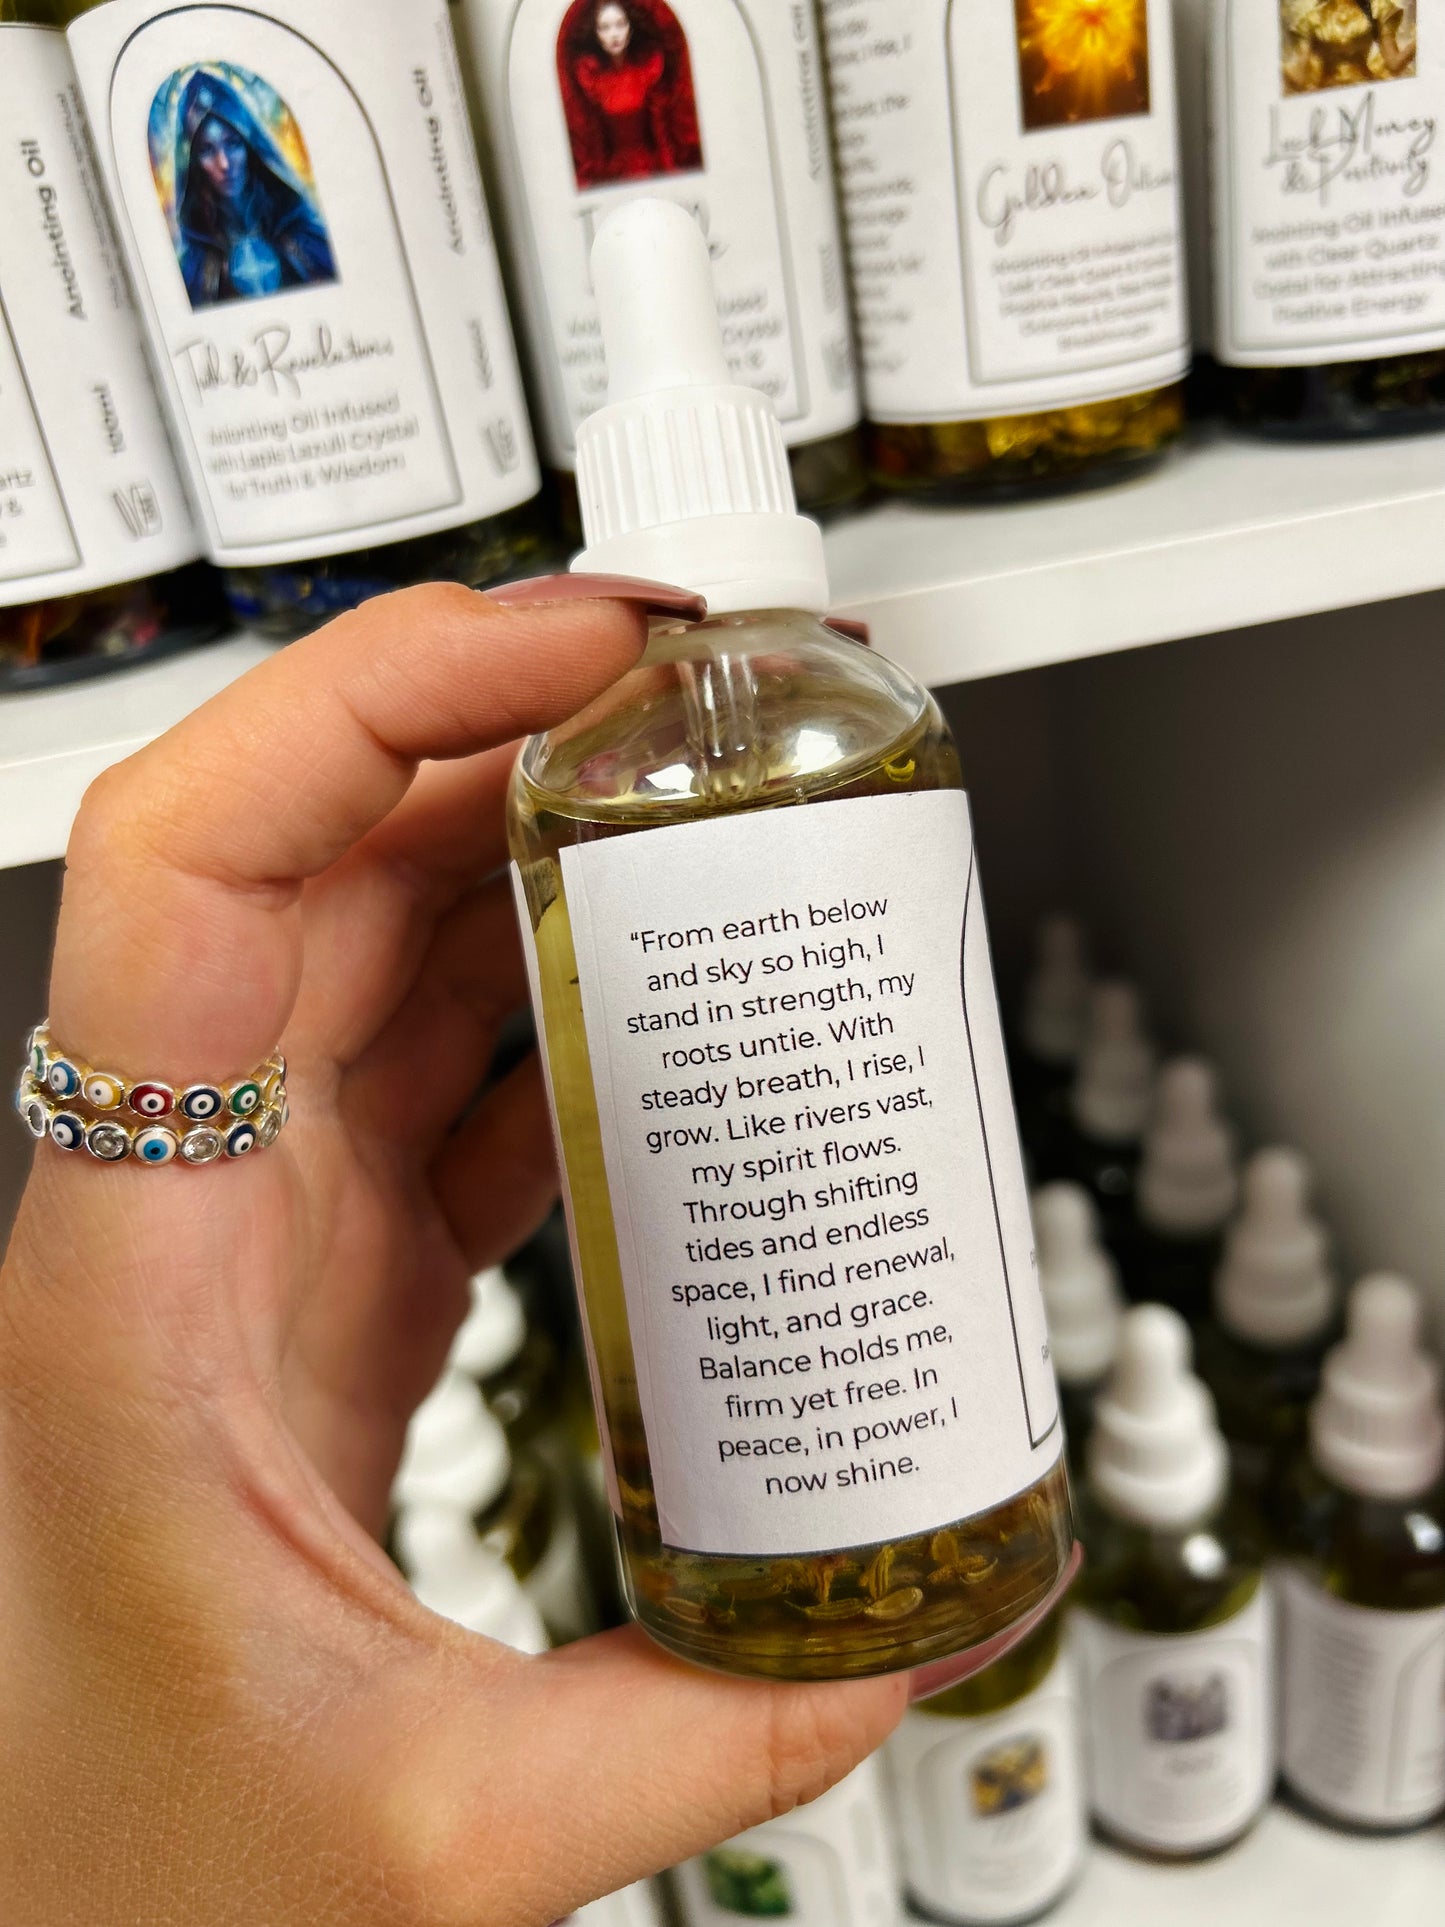 Anointing Oil
100ml
Truth & Revelations
Anointing Oil Infused
with Lapis Lazuli Crystal
for Truth & Wisdom
Anointing Oil
100ml
Anointing Oil
Golden
Luck Money
& Positivity
Anointing Oil Infused
with Clear Quartz
Crystal for Attracting
Positive Energy
“From earth below
and sky so high, I
stand in strength, my
roots untie. With
steady breath, I rise, I
grow. Like rivers vast,
my spirit flows.
Through shifting
tides and endless
space, I find renewal,
light, and grace.
Balance holds me,
firm yet free. In
peace, in power, I
now shine.